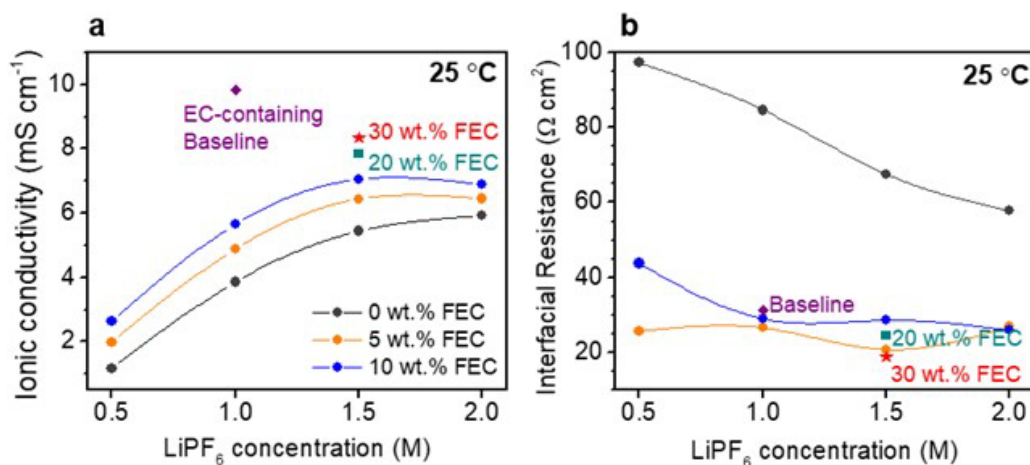 a
25 °C
Ionic conductivity (mS cm⁻¹)
10
8
6
4
2
EC-containing
Baseline
30 wt.% FEC
20 wt.% FEC
0 wt.% FEC
5 wt.% FEC
10 wt.% FEC
0.5 1.0 1.5 2.0
LiPF₆ concentration (M)
b
25 °C
Interfacial Resistance (Ω cm²)
100
80
60
40
20
Baseline
20 wt.% FEC
30 wt.% FEC
0.5 1.0 1.5 2.0
LiPF₆ concentration (M)